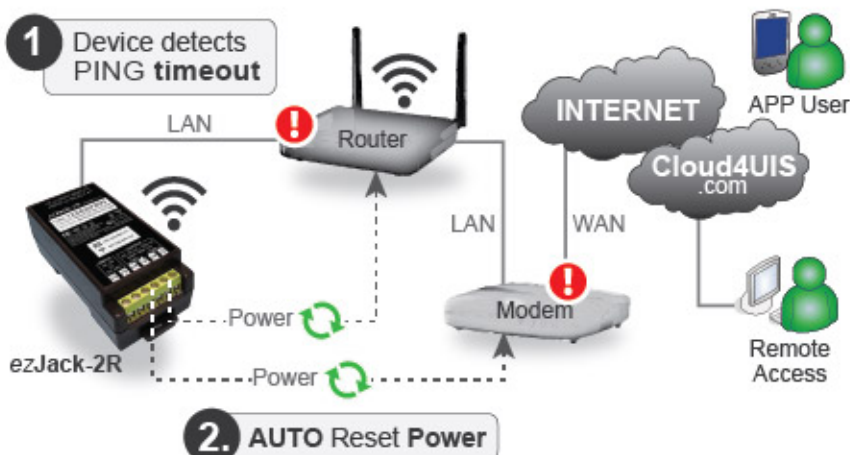 1 Device detects
PING timeout
LAN
Router
INTERNET
APP User
Cloud4UIS
.com
LAN
WAN
Modem
Power
ezJack-2R
Power
Remote
Access
2. AUTO Reset Power